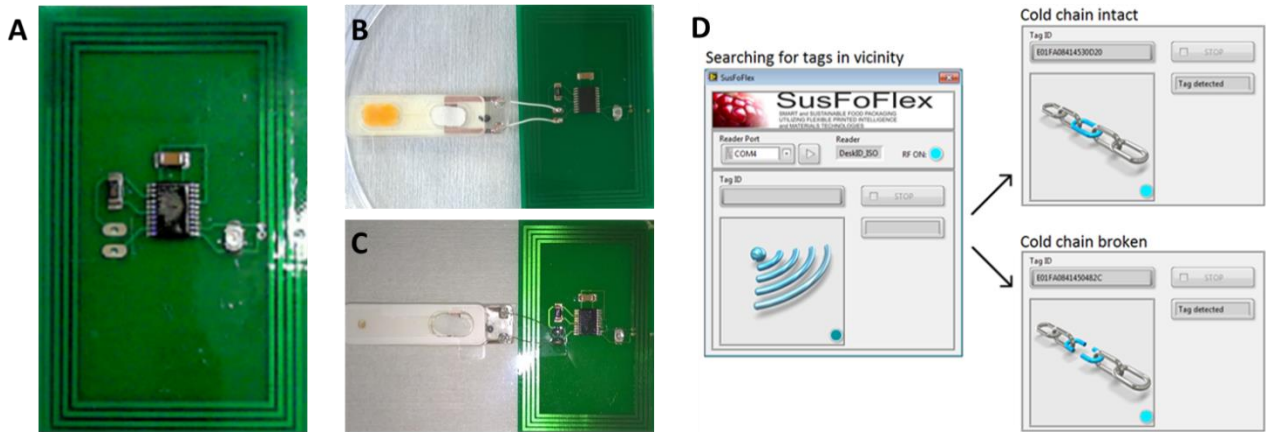 A
B
C
D
Searching for tags in vicinity
SusFoFlex
SusFoFlex
SMART and SUSTAINABLE FOOD PACKAGING
UTILIZING FLEXIBLE PRINTED INTELLIGENCE
and MATERIALS TECHNOLOGIES
Reader Port
Reader
COM4
DeskID_ISO
RF ON:
Tag ID
STOP
Cold chain intact
Tag ID
E01FA08414530D20
STOP
Tag detected
Cold chain broken
Tag ID
E01FA0841450482C
STOP
Tag detected